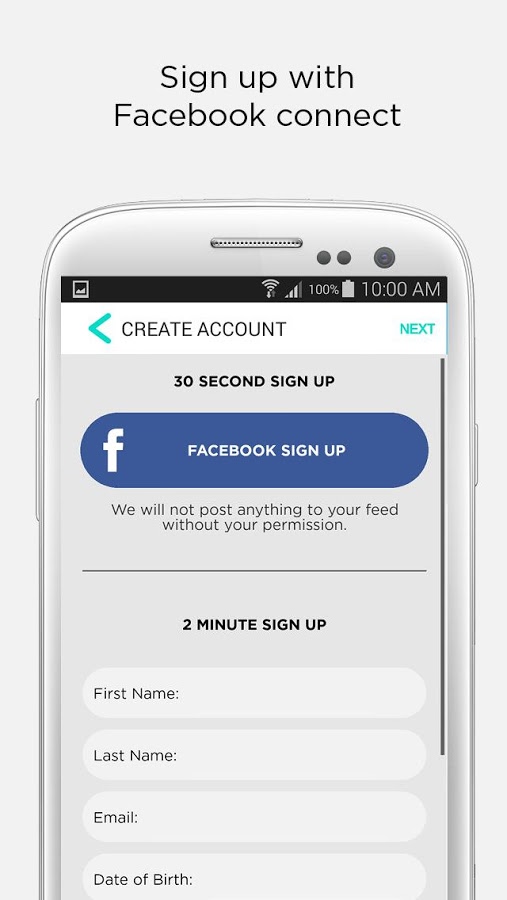 Sign up with
Facebook connect
100% 10:00 AM
CREATE ACCOUNT NEXT
30 SECOND SIGN UP
f FACEBOOK SIGN UP
We will not post anything to your feed
without your permission.
2 MINUTE SIGN UP
First Name:
Last Name:
Email:
Date of Birth: